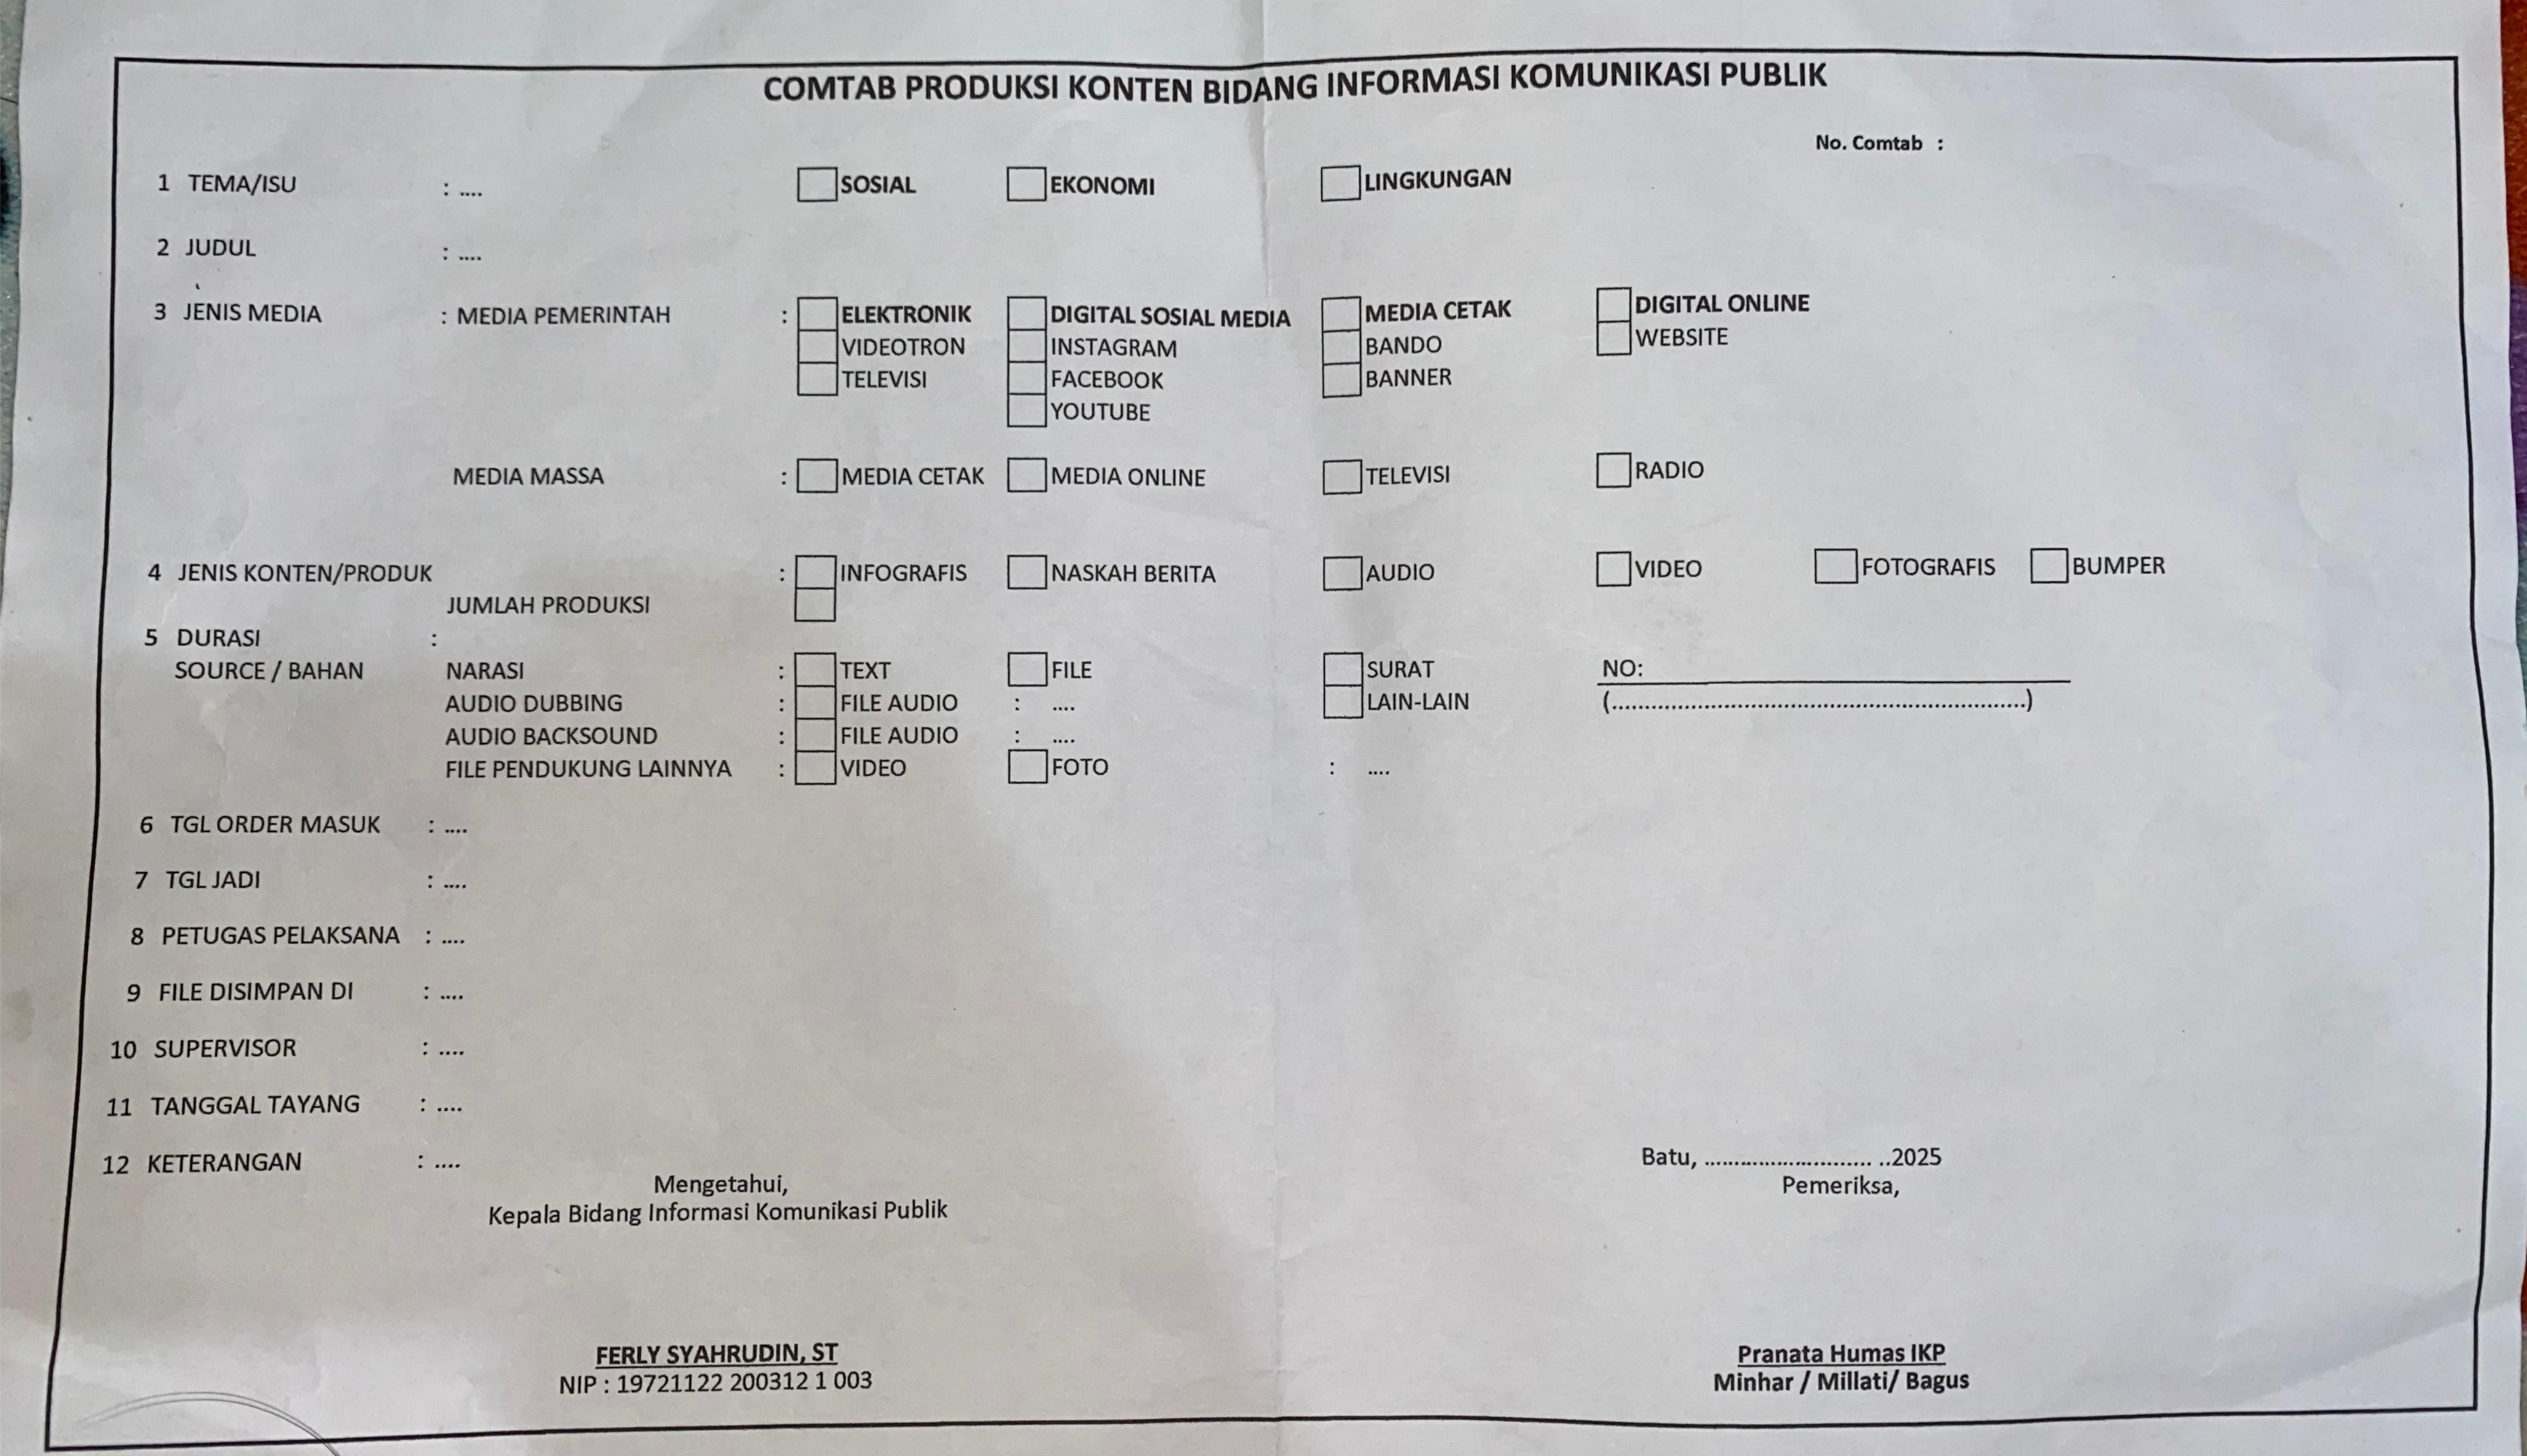 COMTAB PRODUKSI KONTEN BIDANG INFORMASI KOMUNIKASI PUBLIK
No. Comtab :
1 TEMA/ISU : .... SOSIAL EKONOMI LINGKUNGAN
2 JUDUL : ....
3 JENIS MEDIA : MEDIA PEMERINTAH : ELEKTRONIK DIGITAL SOSIAL MEDIA MEDIA CETAK DIGITAL ONLINE
VIDEOTRON INSTAGRAM BANDO WEBSITE
TELEVISI FACEBOOK BANNER
YOUTUBE
MEDIA MASSA : MEDIA CETAK MEDIA ONLINE TELEVISI RADIO
4 JENIS KONTEN/PRODUK : INFOGRAFIS NASKAH BERITA AUDIO VIDEO FOTOGRAFIS BUMPER
JUMLAH PRODUKSI
5 DURASI :
SOURCE / BAHAN NARASI : TEXT FILE SURAT NO:
AUDIO DUBBING : FILE AUDIO : .... LAIN-LAIN (...............................................................)
AUDIO BACKSOUND : FILE AUDIO : ....
FILE PENDUKUNG LAINNYA : VIDEO FOTO : ....
6 TGL ORDER MASUK : ....
7 TGL JADI : ....
8 PETUGAS PELAKSANA : ....
9 FILE DISIMPAN DI : ....
10 SUPERVISOR : ....
11 TANGGAL TAYANG : ....
12 KETERANGAN : ....
Batu, ............................ ..2025
Mengetahui, Pemeriksa,
Kepala Bidang Informasi Komunikasi Publik
FERLY SYAHRUDIN, ST Pranata Humas IKP
NIP : 19721122 200312 1 003 Minhar / Millati/ Bagus